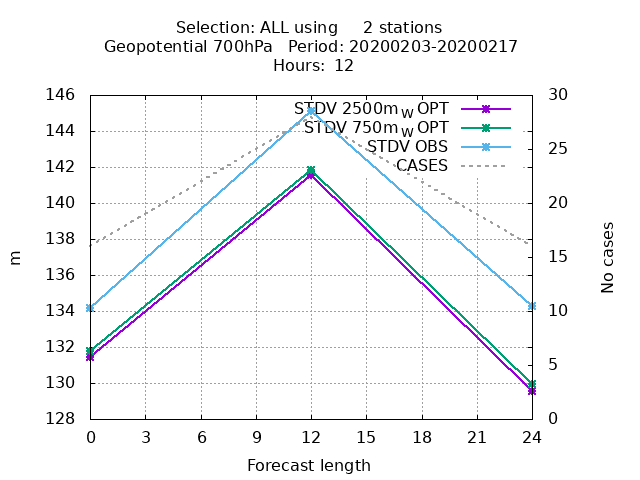 Selection: ALL using     2 stations
Geopotential 700hPa   Period: 20200203-20200217
Hours:  12
STDV 2500m W OPT
STDV 750m W OPT
STDV OBS
CASES
146
144
142
140
138
136
134
132
130
128
m
30
25
20
15
10
5
0
No cases
0 3 6 9 12 15 18 21 24
Forecast length